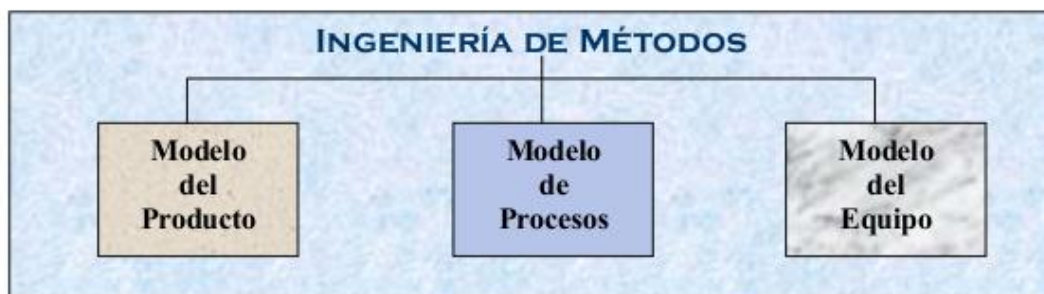 INGENIERÍA DE MÉTODOS
Modelo
del
Producto
Modelo
de
Procesos
Modelo
del
Equipo